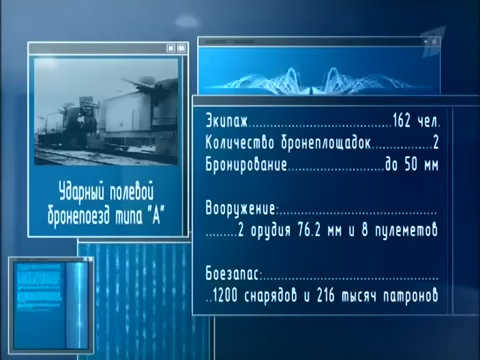 Ударный полевой
бронепоезд типа "А"
Экипаж..............................162 чел.
Количество бронеплощадок.............2
Бронирование.....................до 50 мм
Вооружение:..................................
.......2 орудия 76.2 мм и 8 пулеметов
Боезапас:.....................................
..1200 снарядов и 216 тысяч патронов